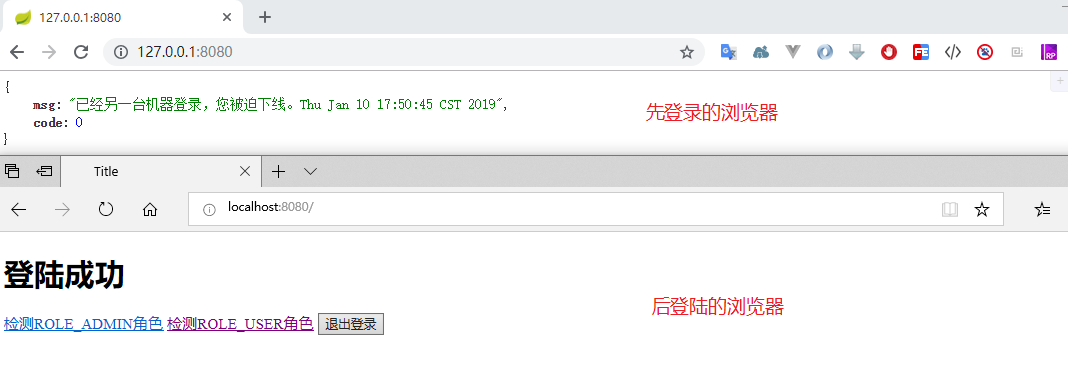 127.0.0.1:8080
127.0.0.1:8080
{
msg: "已经另一台机器登录，您被迫下线。Thu Jan 10 17:50:45 CST 2019",
先登录的浏览器
code: 0
}
Title
localhost:8080/
登陆成功
后登陆的浏览器
检测ROLE_ADMIN角色 检测ROLE_USER角色 退出登录